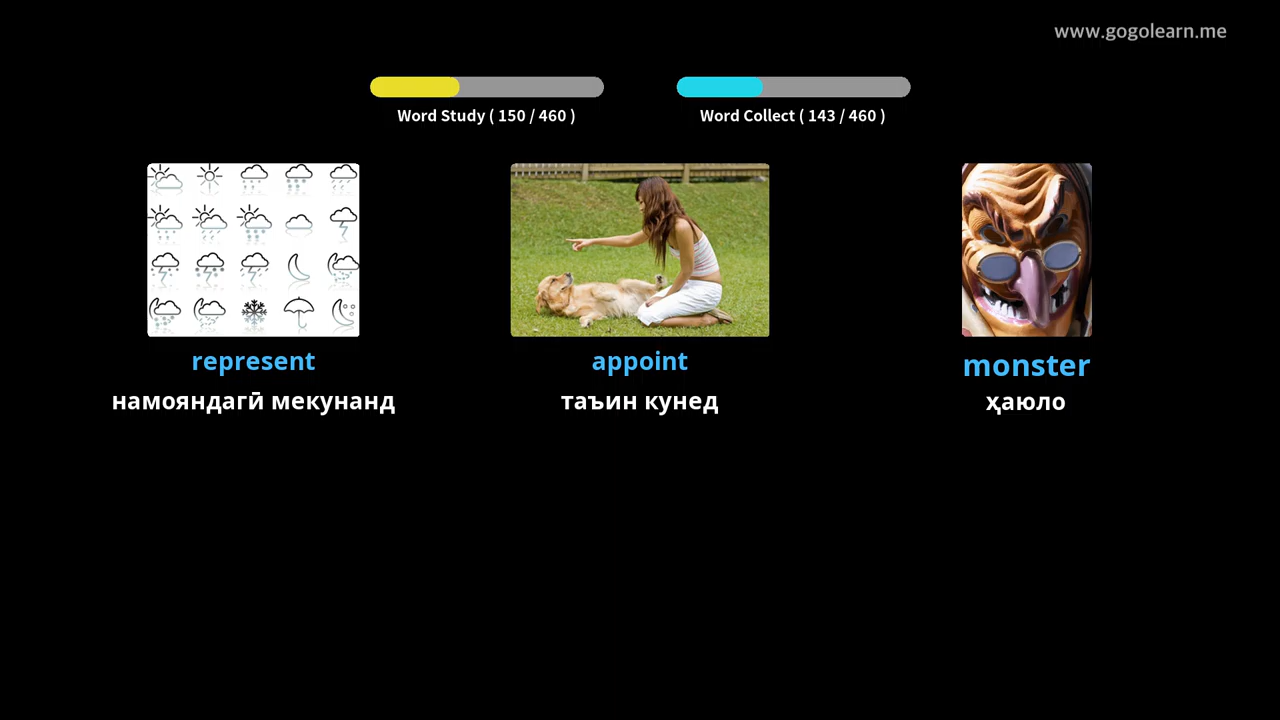 www.gogolearn.me
Word Study ( 150 / 460 )
Word Collect ( 143 / 460 )
represent
appoint
monster
намояндагӣ мекунанд
таъин кунед
ҳаюло